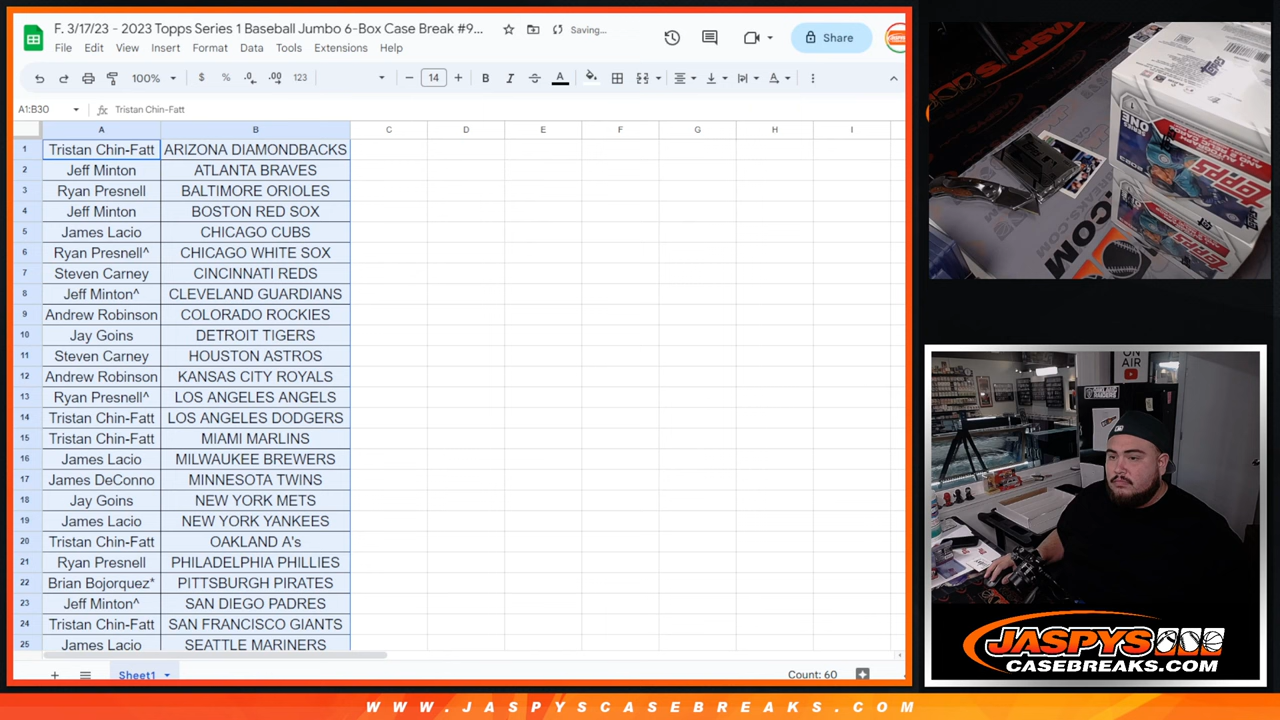 F. 3/17/23 - 2023 Topps Series 1 Baseball Jumbo 6-Box Case Break #9...
Saving...
File Edit View Insert Format Data Tools Extensions Help
Share
100% $ % .0 .00 123 14 B I A
A1:B30 fx Tristan Chin-Fatt
A B C D E F G H I
1 Tristan Chin-Fatt ARIZONA DIAMONDBACKS
2 Jeff Minton ATLANTA BRAVES
3 Ryan Presnell BALTIMORE ORIOLES
4 Jeff Minton BOSTON RED SOX
5 James Lacio CHICAGO CUBS
6 Ryan Presnell^ CHICAGO WHITE SOX
7 Steven Carney CINCINNATI REDS
8 Jeff Minton^ CLEVELAND GUARDIANS
9 Andrew Robinson COLORADO ROCKIES
10 Jay Goins DETROIT TIGERS
11 Steven Carney HOUSTON ASTROS
12 Andrew Robinson KANSAS CITY ROYALS
13 Ryan Presnell^ LOS ANGELES ANGELS
14 Tristan Chin-Fatt LOS ANGELES DODGERS
15 Tristan Chin-Fatt MIAMI MARLINS
16 James Lacio MILWAUKEE BREWERS
17 James DeConno MINNESOTA TWINS
18 Jay Goins NEW YORK METS
19 James Lacio NEW YORK YANKEES
20 Tristan Chin-Fatt OAKLAND A's
21 Ryan Presnell PHILADELPHIA PHILLIES
22 Brian Bojorquez* PITTSBURGH PIRATES
23 Jeff Minton^ SAN DIEGO PADRES
24 Tristan Chin-Fatt SAN FRANCISCO GIANTS
25 James Lacio SEATTLE MARINERS
Sheet1
Count: 60
TOPPS
SERIES ONE
2023
.COM
ON
AIR
JASPYS
CASEBREAKS.COM
WWW.JASPYSCASEBREAKS.COM